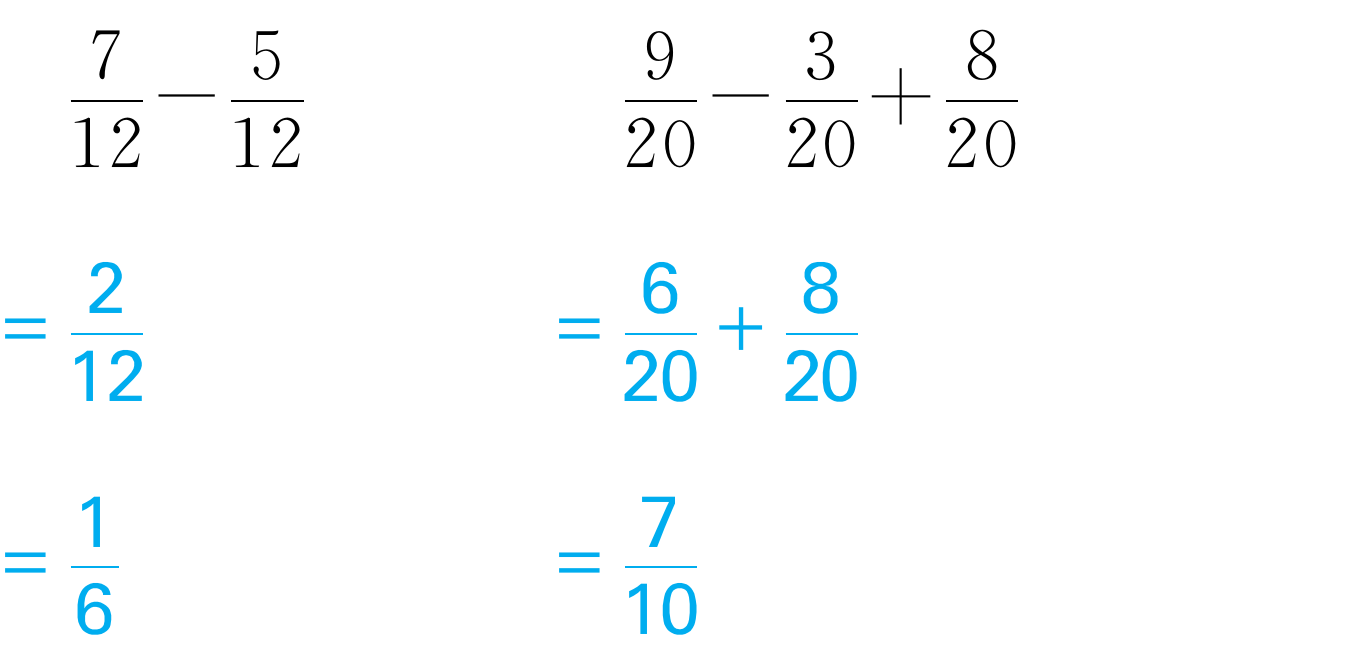 7/12 − 5/12
= 2/12
= 1/6
9/20 − 3/20 + 8/20
= 6/20 + 8/20
= 7/10